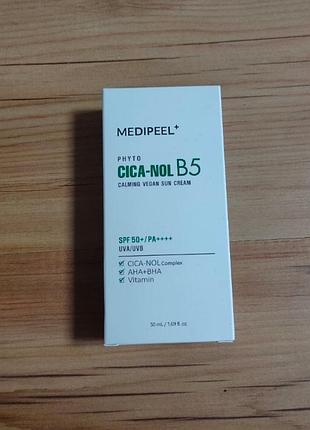 MEDIPEEL+
PHYTO
CICA-NOL B5
CALMING VEGAN SUN CREAM
SPF 50+/PA++++
UVA/UVB
CICA-NOL Complex
AHA+BHA
Vitamin
50 mL / 1.69 fl. oz